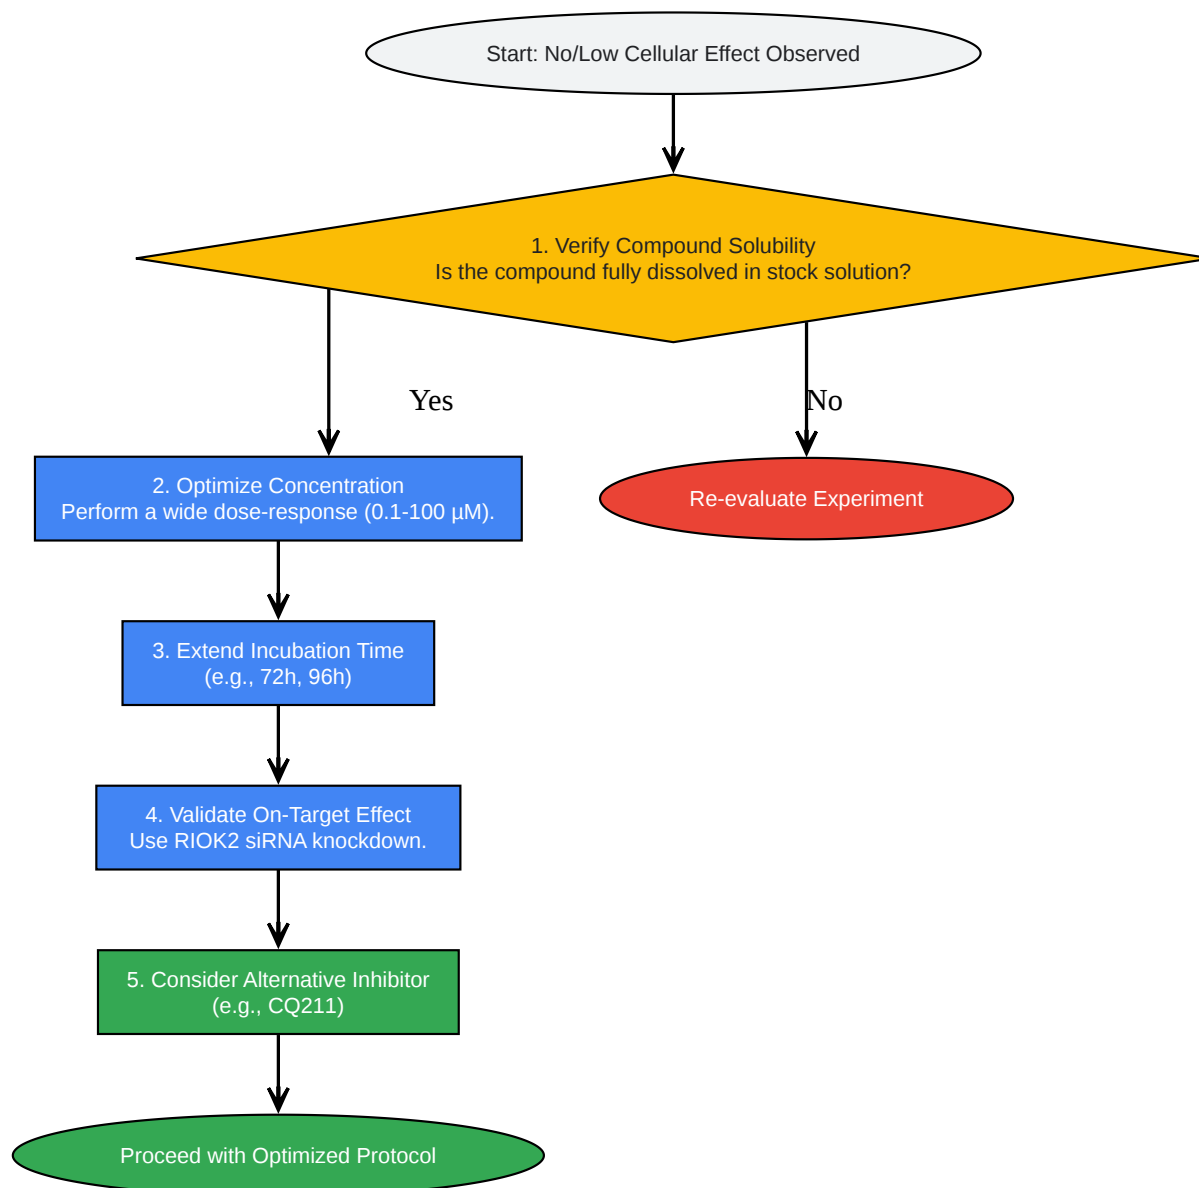 Start: No/Low Cellular Effect Observed
1. Verify Compound Solubility
Is the compound fully dissolved in stock solution?
Yes
No
2. Optimize Concentration
Perform a wide dose-response (0.1-100 µM).
Re-evaluate Experiment
3. Extend Incubation Time
(e.g., 72h, 96h)
4. Validate On-Target Effect
Use RIOK2 siRNA knockdown.
5. Consider Alternative Inhibitor
(e.g., CQ211)
Proceed with Optimized Protocol